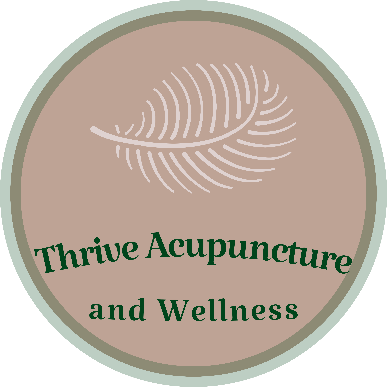 Thrive Acupuncture
and Wellness